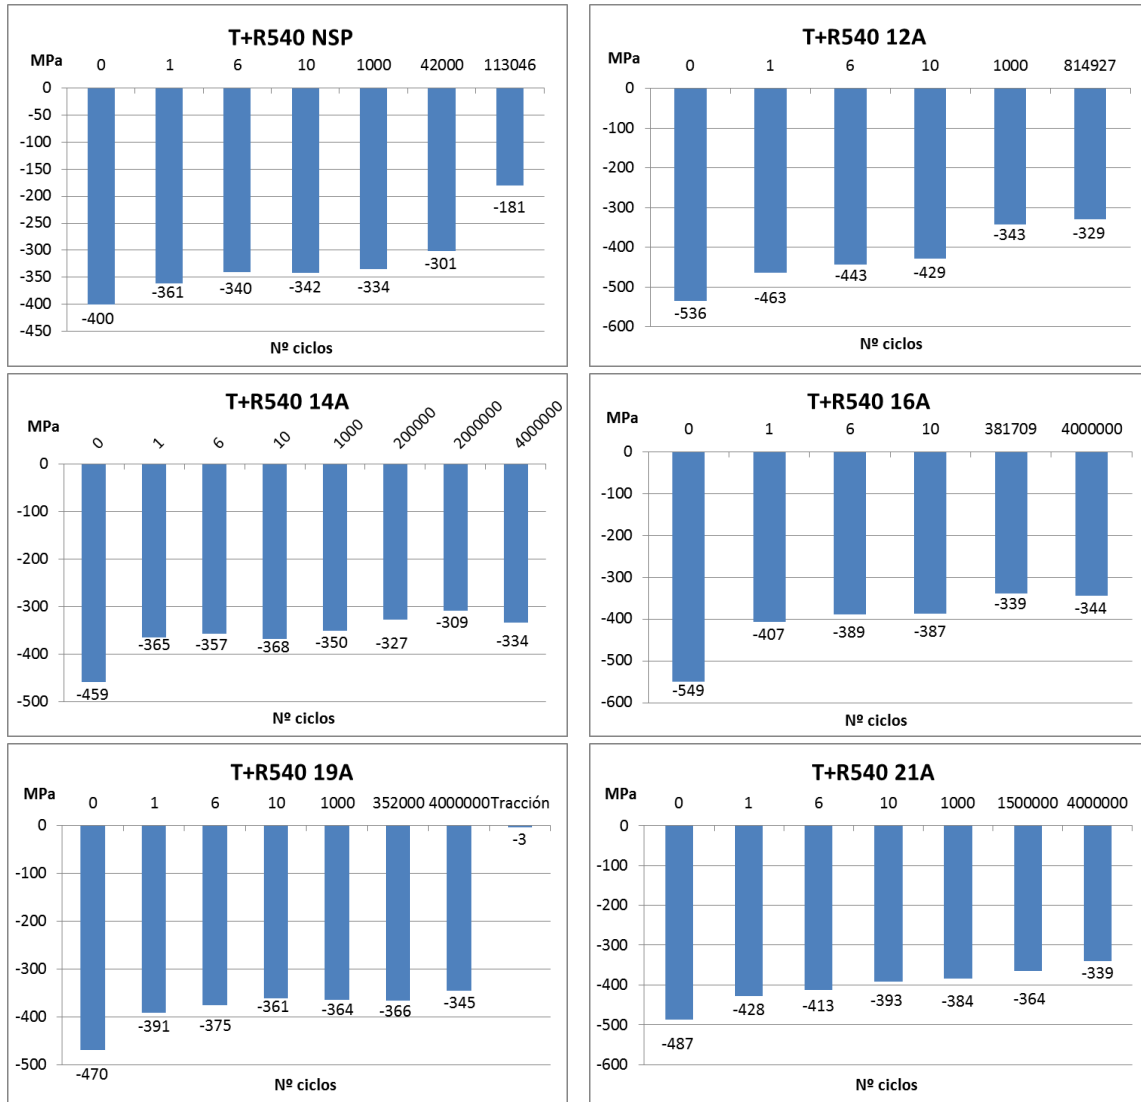 T+R540 NSP
MPa 0 1 6 10 1000 42000 113046
0
-50
-100
-150
-200 -181
-250
-300
-301
-350 -361 -340 -342 -334
-400
-400
-450
Nº ciclos
T+R540 12A
MPa 0 1 6 10 1000 814927
0
-100
-200
-300
-343 -329
-400
-463 -443 -429
-500
-536
-600
Nº ciclos
T+R540 14A
MPa 0 1 6 10 1000 200000 2000000 4000000
0
-100
-200
-300
-365 -357 -368 -350 -327 -309 -334
-400
-459
-500
Nº ciclos
T+R540 16A
MPa 0 1 6 10 381709 4000000
0
-100
-200
-300
-339 -344
-400
-407 -389 -387
-500
-549
-600
Nº ciclos
T+R540 19A
MPa 0 1 6 10 1000 352000 4000000 Tracción
0
-3
-100
-200
-300
-361 -364 -366 -345
-400
-391 -375
-500
-470
Nº ciclos
T+R540 21A
MPa 0 1 6 10 1000 1500000 4000000
0
-100
-200
-300
-339
-400
-428 -413 -393 -384 -364
-500
-487
-600
Nº ciclos